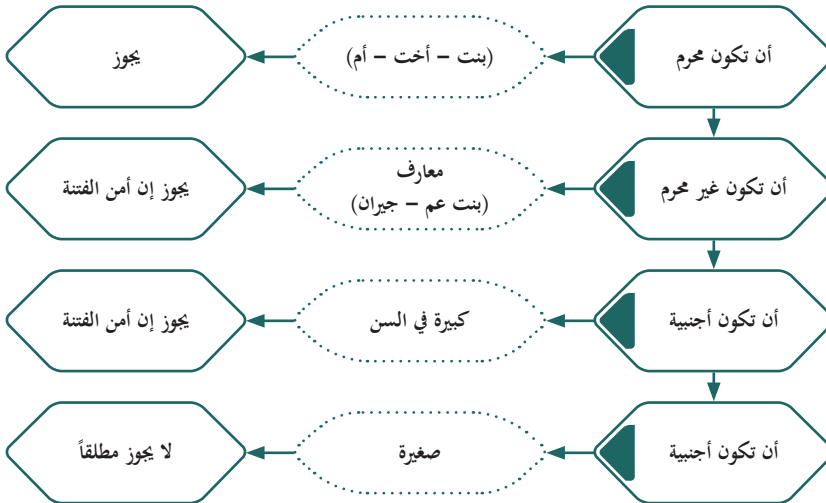 أن تكون محرم
(بنت – أخت – أم)
يجوز
أن تكون غير محرم
معارف
(بنت عم – جيران)
يجوز إن أمن الفتنة
أن تكون أجنبية
كبيرة في السن
يجوز إن أمن الفتنة
أن تكون أجنبية
صغيرة
لا يجوز مطلقاً